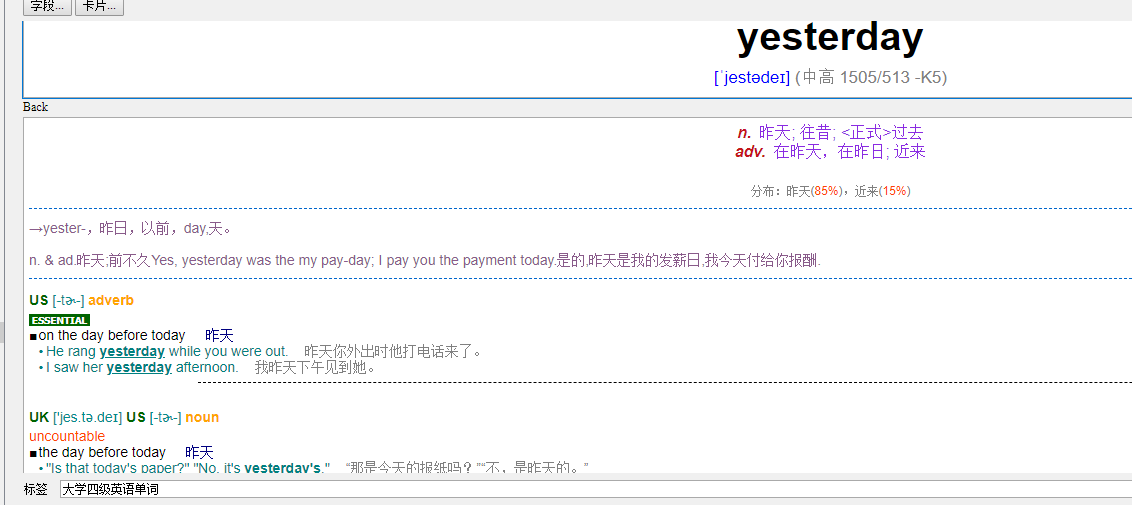 字段... 卡片...
yesterday
[ˈjestədeɪ] (中高 1505/513 -K5)
Back
n. 昨天; 往昔; <正式>过去
adv. 在昨天，在昨日; 近来
分布：昨天(85%)，近来(15%)
→yester-，昨日，以前，day,天。
n. & ad.昨天;前不久Yes, yesterday was the my pay-day; I pay you the payment today.是的,昨天是我的发薪日,我今天付给你报酬.
US [-tɚ-] adverb
ESSENTIAL
■on the day before today 昨天
• He rang yesterday while you were out. 昨天你外出时他打电话来了。
• I saw her yesterday afternoon. 我昨天下午见到她。
UK ['jes.tə.deɪ] US [-tɚ-] noun
uncountable
■the day before today 昨天
• "Is that today's paper?" "No, it's yesterday's." “那是今天的报纸吗？”“不，是昨天的。”
标签 大学四级英语单词